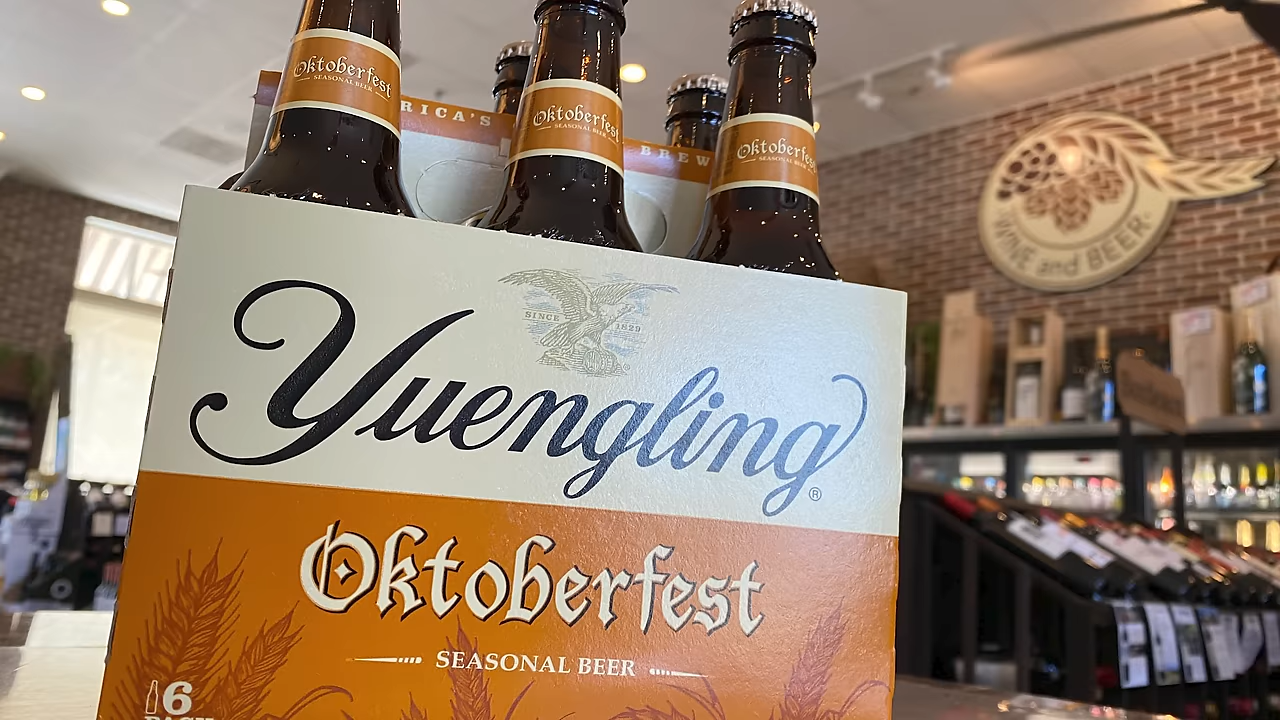 Oktoberfest
SEASONAL BEER
Oktoberfest
SEASONAL BEER
Oktoberfest
SEASONAL BEER
RICA'S
BREW
SINCE 1829
Yuengling®
Oktoberfest
SEASONAL BEER
6
PACK
WINE and BEER